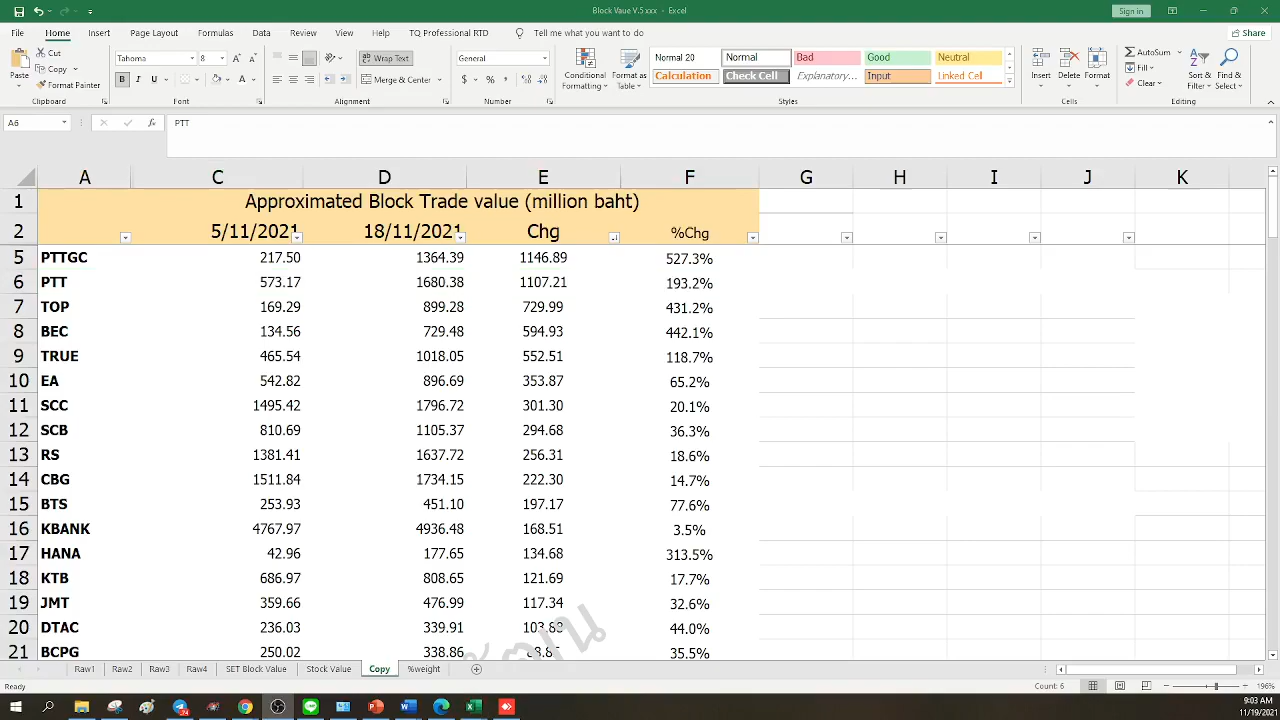 Block Vaue V.5 xxx - Excel
Sign in
File Home Insert Page Layout Formulas Data Review View Help TQ Professional RTD Tell me what you want to do Share
Paste Cut Copy Format Painter Clipboard
Tahoma 8 B I U Font
Wrap Text Merge & Center Alignment
General $ % Number
Conditional Formatting Format as Table
Normal 20 Normal Bad Good Neutral
Calculation Check Cell Explanatory... Input Linked Cell
Styles
Insert Delete Format Cells
AutoSum Fill Clear Sort & Filter Find & Select Editing
A6 fx PTT
A C D E F G H I J K
1 Approximated Block Trade value (million baht)
2 5/11/2021 18/11/2021 Chg %Chg
5 PTTGC 217.50 1364.39 1146.89 527.3%
6 PTT 573.17 1680.38 1107.21 193.2%
7 TOP 169.29 899.28 729.99 431.2%
8 BEC 134.56 729.48 594.93 442.1%
9 TRUE 465.54 1018.05 552.51 118.7%
10 EA 542.82 896.69 353.87 65.2%
11 SCC 1495.42 1796.72 301.30 20.1%
12 SCB 810.69 1105.37 294.68 36.3%
13 RS 1381.41 1637.72 256.31 18.6%
14 CBG 1511.84 1734.15 222.30 14.7%
15 BTS 253.93 451.10 197.17 77.6%
16 KBANK 4767.97 4936.48 168.51 3.5%
17 HANA 42.96 177.65 134.68 313.5%
18 KTB 686.97 808.65 121.69 17.7%
19 JMT 359.66 476.99 117.34 32.6%
20 DTAC 236.03 339.91 103.88 44.0%
21 BCPG 250.02 338.86 88.85 35.5%
Raw1 Raw2 Raw3 Raw4 SET Block Value Stock Value Copy %weight
Ready Count: 6 196%
9:03 AM
11/19/2021